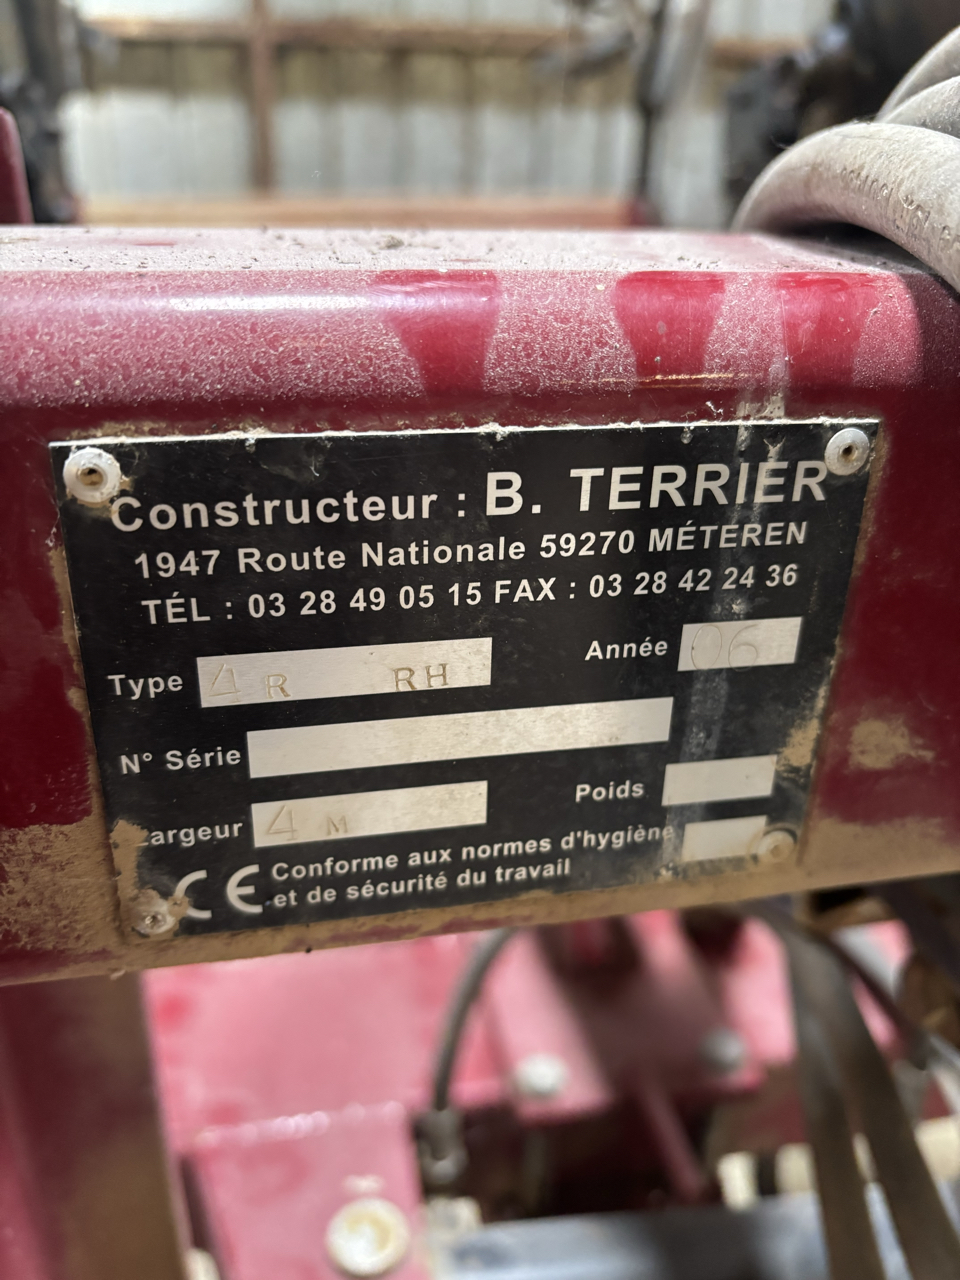 Constructeur : B. TERRIER
1947 Route Nationale 59270 MÉTEREN
TÉL : 03 28 49 05 15 FAX : 03 28 42 24 36
Type 4 R RH Année 06
N° Série
Largeur 4 M Poids
CE Conforme aux normes d'hygiène
et de sécurité du travail